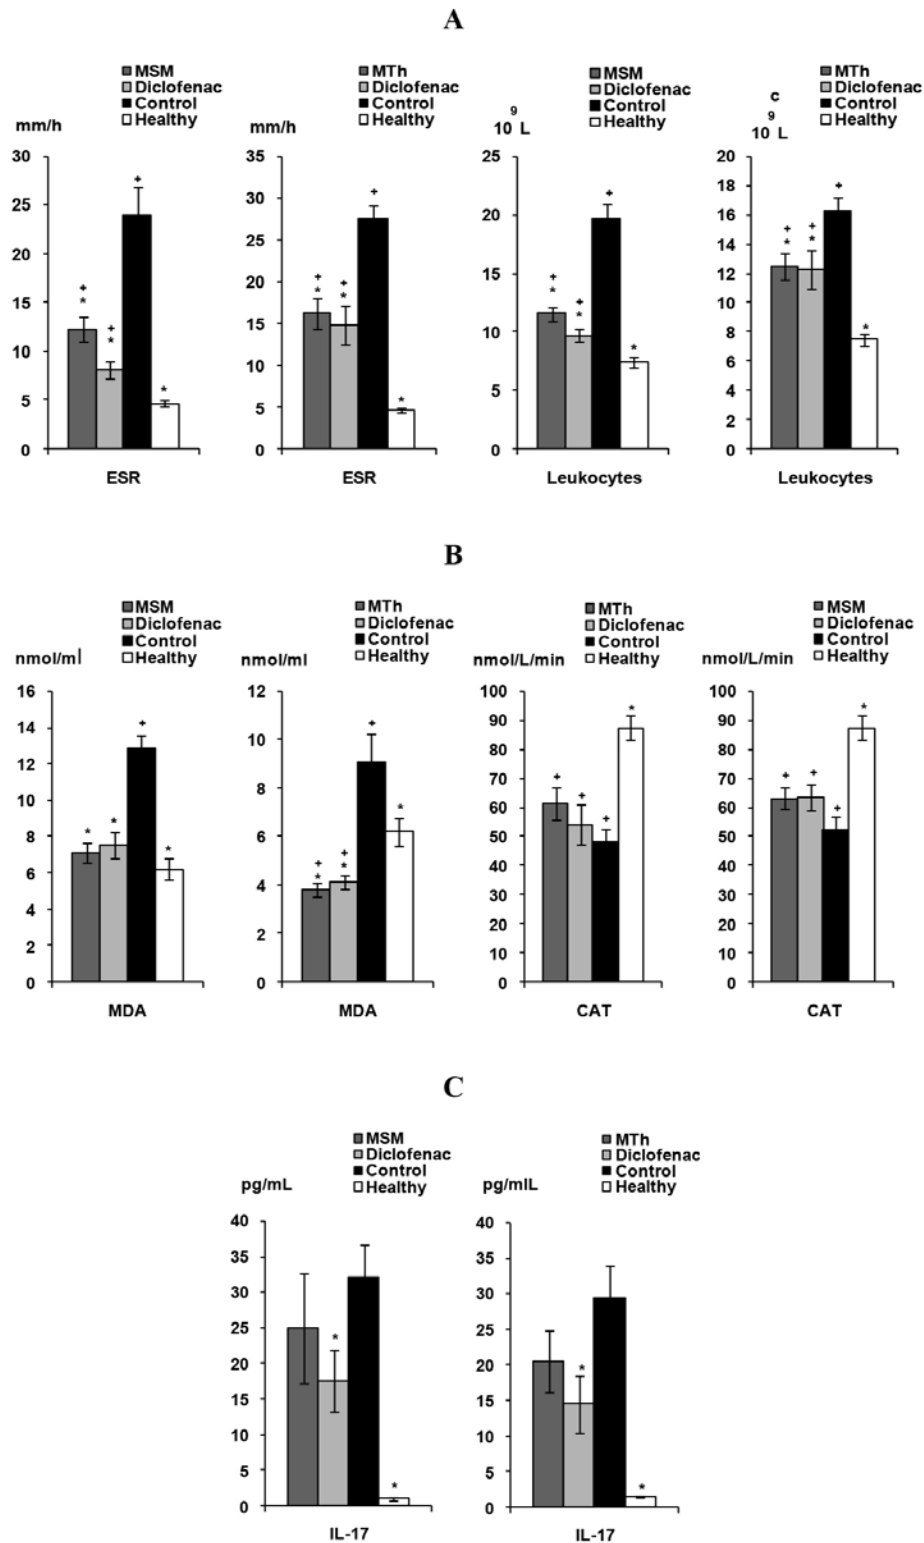 A
MSM
Diclofenac
Control
Healthy
mm/h
30
25
20
15
10
5
0
+
*
+
*
+
*
ESR
MTh
Diclofenac
Control
Healthy
mm/h
35
30
25
20
15
10
5
0
+
*
+
*
+
*
ESR
MSM
Diclofenac
Control
Healthy
9
10 L
25
20
15
10
5
0
+
*
+
*
+
*
Leukocytes
MTh
Diclofenac
Control
Healthy
c
9
10 L
20
18
16
14
12
10
8
6
4
2
0
+
*
+
*
+
*
Leukocytes
B
MSM
Diclofenac
Control
Healthy
nmol/ml
16
14
12
10
8
6
4
2
0
*
*
+
*
MDA
MTh
Diclofenac
Control
Healthy
nmol/ml
12
10
8
6
4
2
0
+
*
+
*
+
*
MDA
MTh
Diclofenac
Control
Healthy
nmol/L/min
100
90
80
70
60
50
40
30
20
10
0
+
+
+
*
CAT
MSM
Diclofenac
Control
Healthy
nmol/L/min
100
90
80
70
60
50
40
30
20
10
0
+
+
+
*
CAT
C
MSM
Diclofenac
Control
Healthy
pg/mL
40
35
30
25
20
15
10
5
0
*
*
IL-17
MTh
Diclofenac
Control
Healthy
pg/mlL
40
35
30
25
20
15
10
5
0
*
*
IL-17